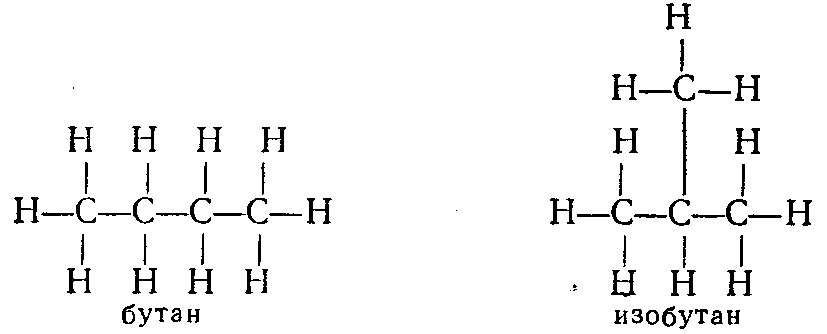 H
H—C—H
H H H H
H H
H—C—C—C—C—H
H—C—C—C—H
H H H H
H H H
бутан
изобутан